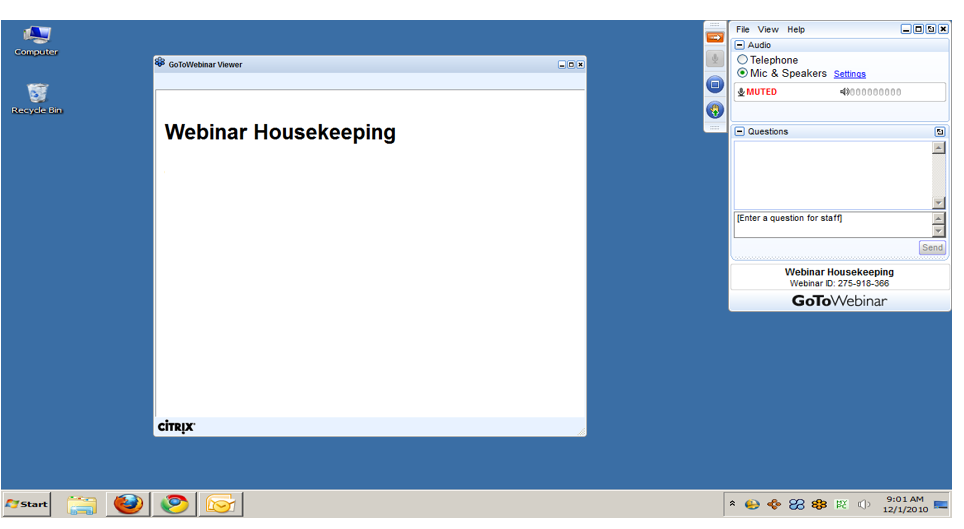 Computer
Recycle Bin
GoToWebinar Viewer
Webinar Housekeeping
CITRIX
File View Help
Audio
Telephone
Mic & Speakers Settings
MUTED
Questions
[Enter a question for staff]
Send
Webinar Housekeeping
Webinar ID: 275-918-366
GoToWebinar
Start
9:01 AM
12/1/2010